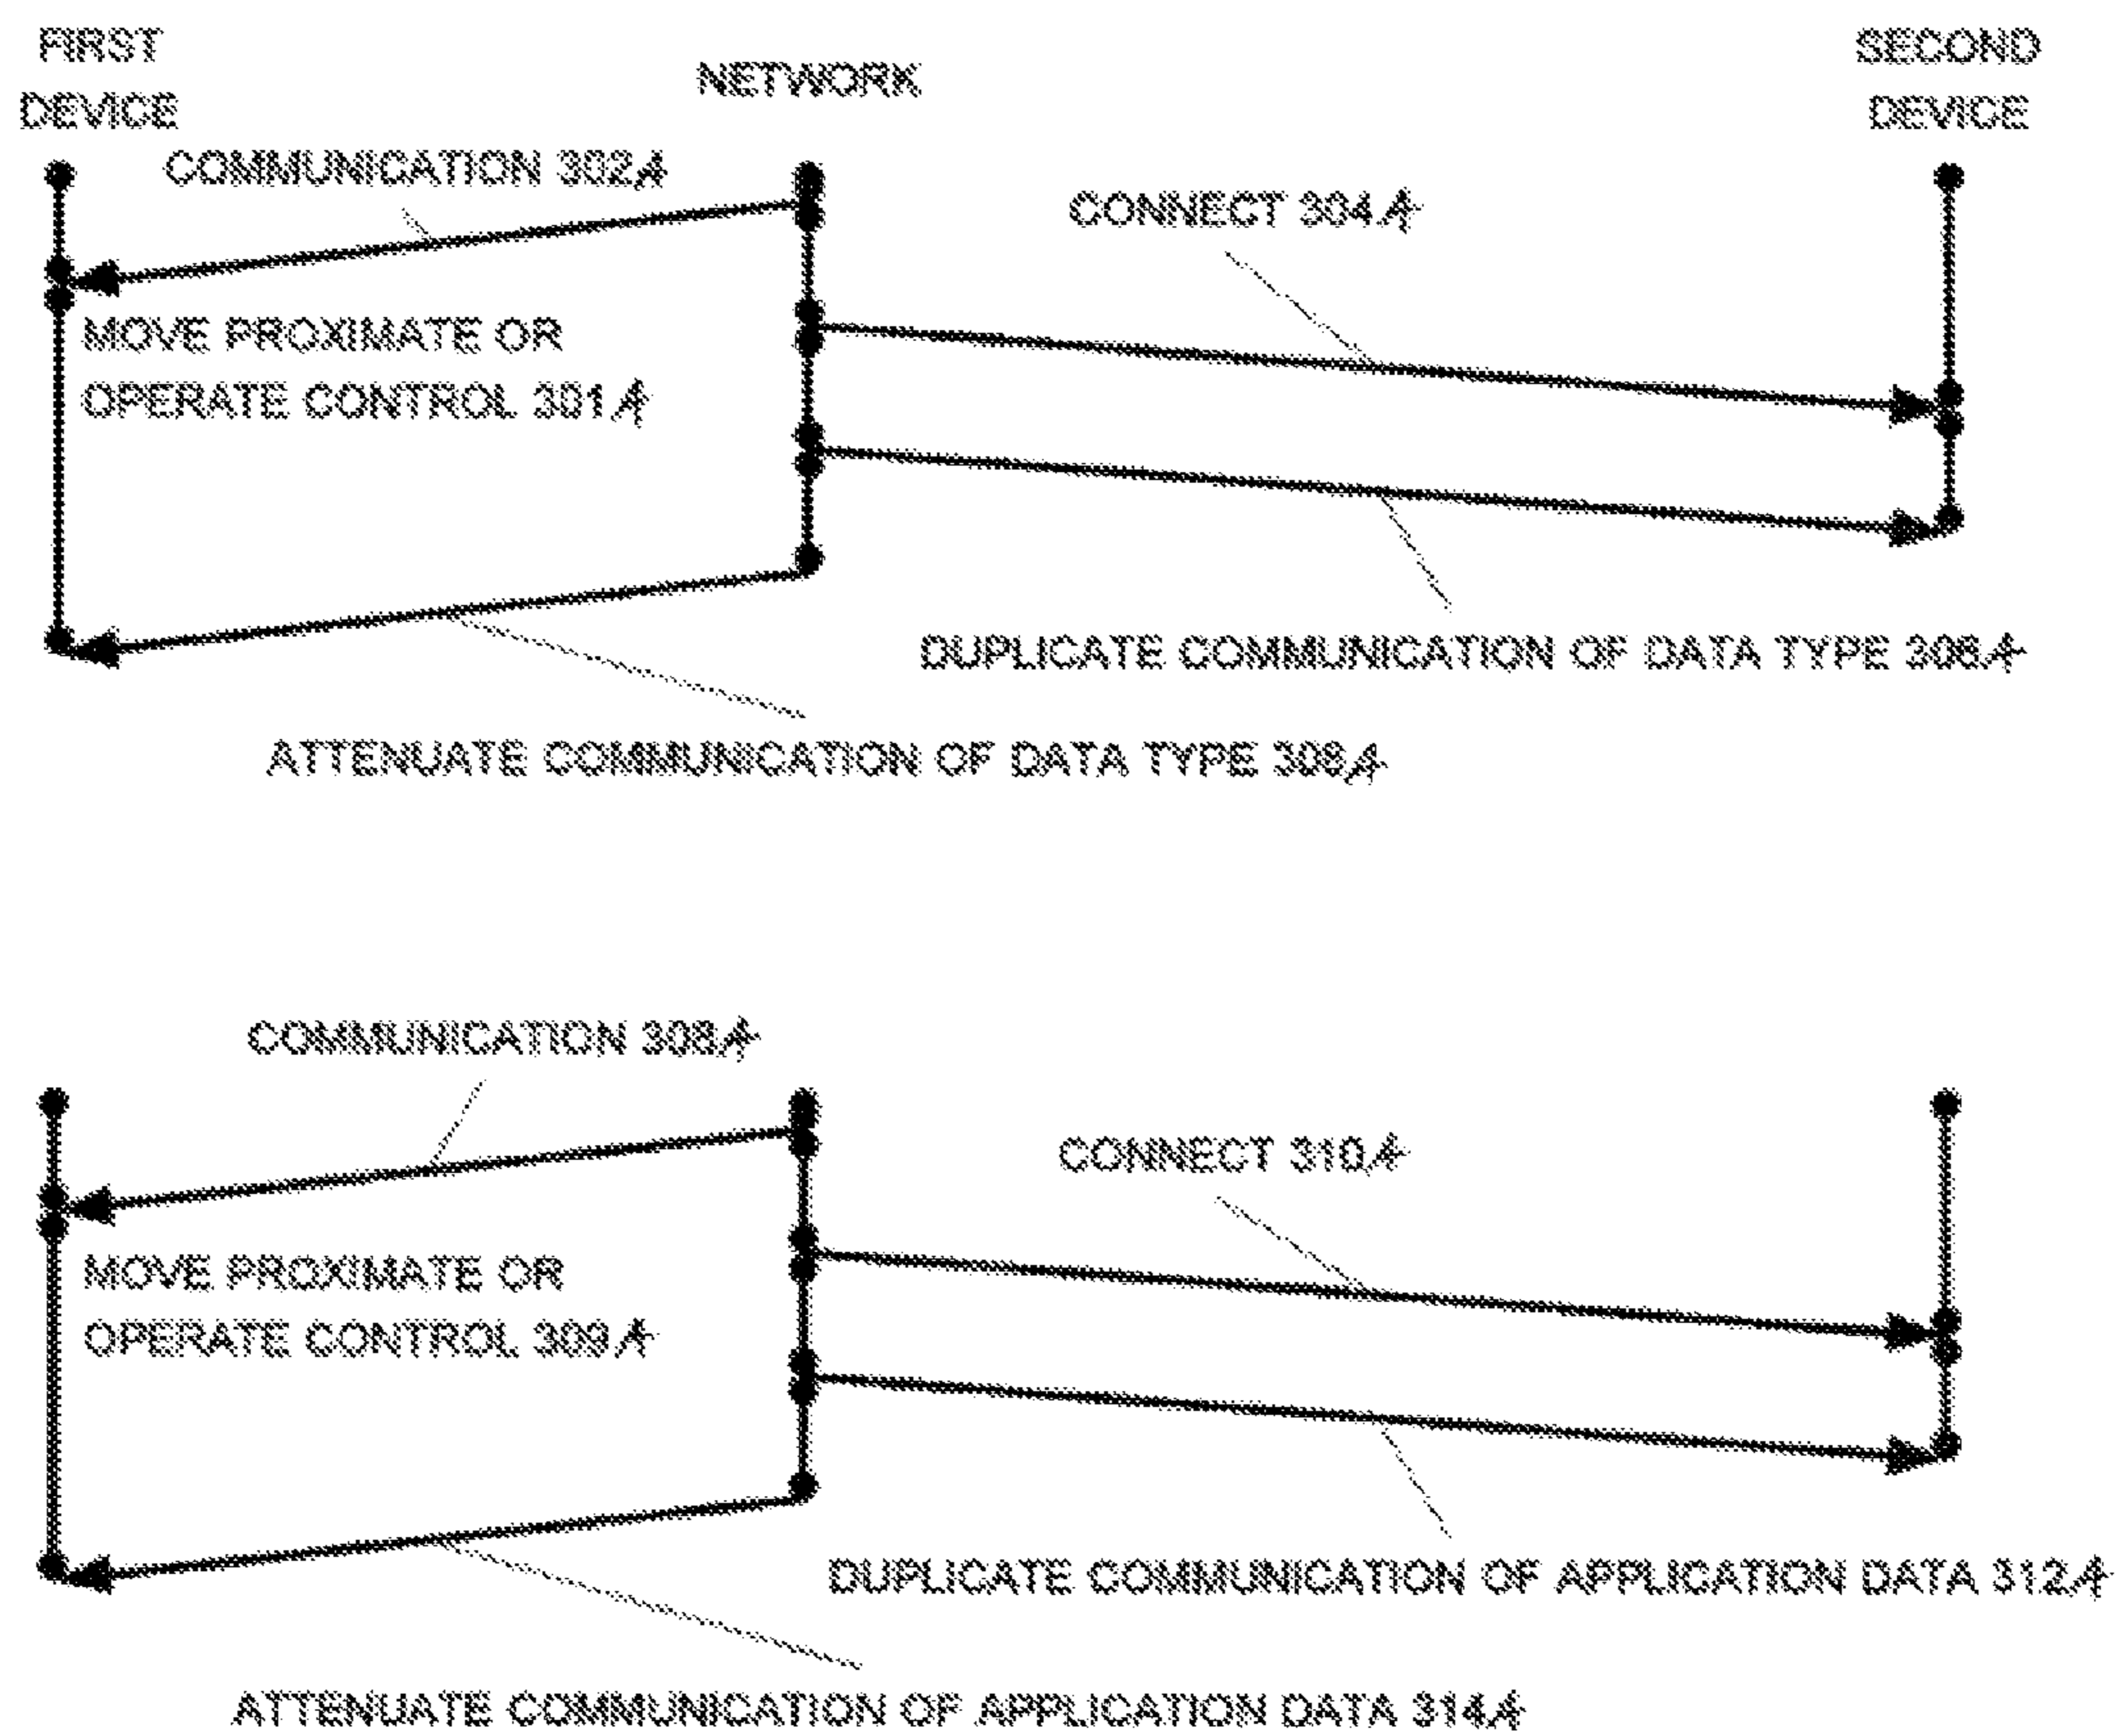 FIRST
DEVICE
NETWORK
SECOND
DEVICE
COMMUNICATION 302A
CONNECT 304A
MOVE PROXIMATE OR
OPERATE CONTROL 301A
DUPLICATE COMMUNICATION OF DATA TYPE 306A
ATTENUATE COMMUNICATION OF DATA TYPE 308A
COMMUNICATION 308A
CONNECT 310A
MOVE PROXIMATE OR
OPERATE CONTROL 309A
DUPLICATE COMMUNICATION OF APPLICATION DATA 312A
ATTENUATE COMMUNICATION OF APPLICATION DATA 314A